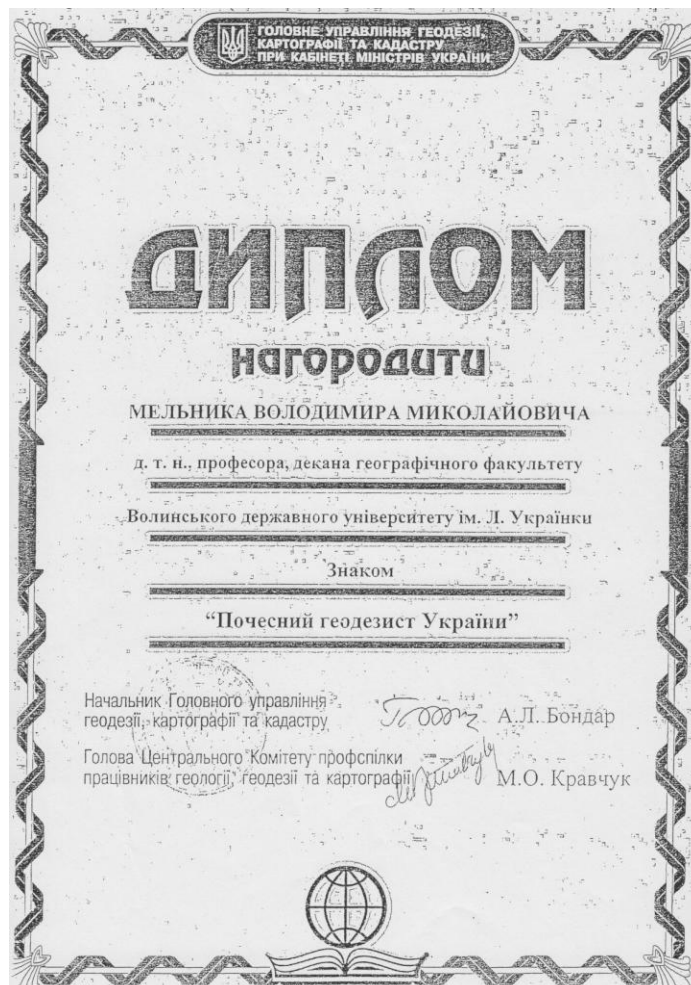 ГОЛОВНЕ УПРАВЛІННЯ ГЕОДЕЗІЇ,
КАРТОГРАФІЇ ТА КАДАСТРУ
ПРИ КАБІНЕТІ МІНІСТРІВ УКРАЇНИ
ДИПЛОМ
нагородити
МЕЛЬНИКА ВОЛОДИМИРА МИКОЛАЙОВИЧА
д. т. н., професора, декана географічного факультету
Волинського державного університету ім. Л. Українки
Знаком
“Почесний геодезист України”
Начальник Головного управління
геодезії, картографії та кадастру
А.Л. Бондар
Голова Центрального Комітету профспілки
працівників геології, геодезії та картографії
М.О. Кравчук